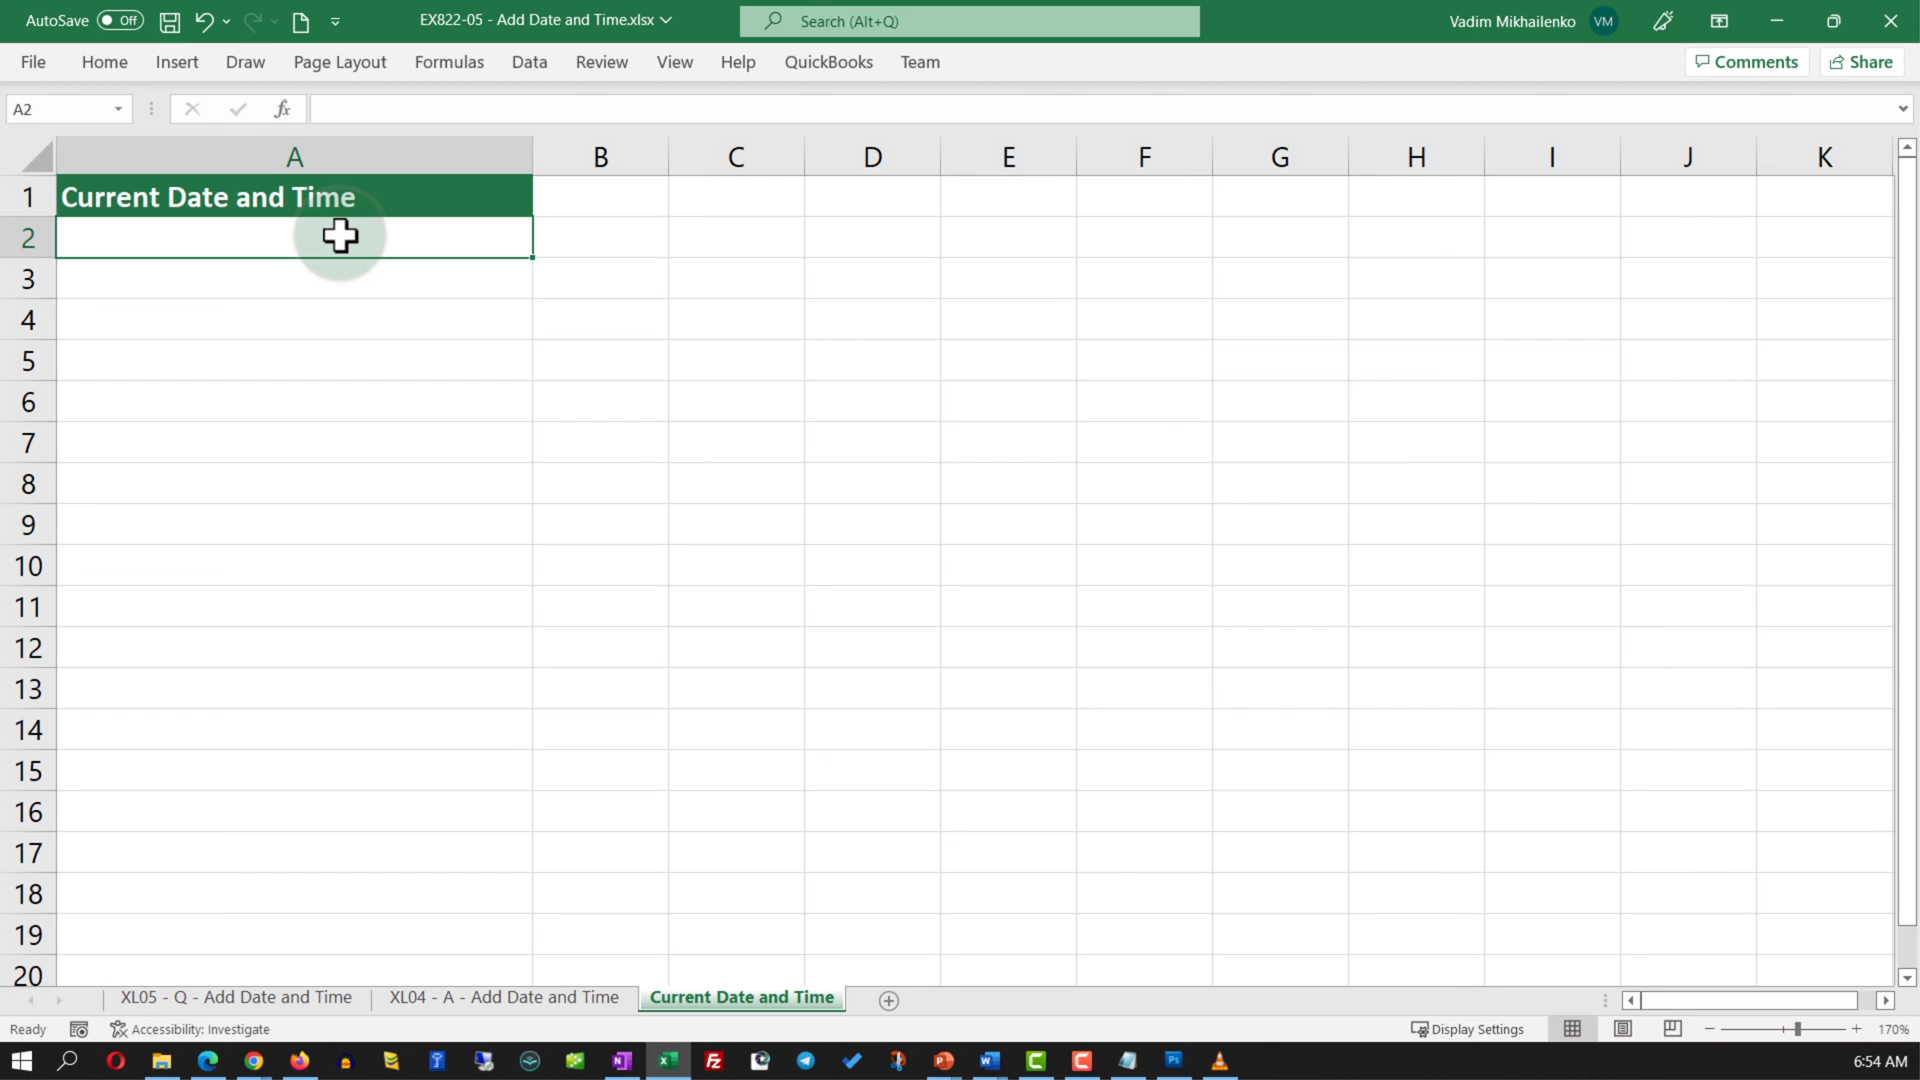 AutoSave Off EX822-05 - Add Date and Time.xlsx Search (Alt+Q) Vadim Mikhailenko VM
File Home Insert Draw Page Layout Formulas Data Review View Help QuickBooks Team Comments Share
A2 fx
A B C D E F G H I J K
1 Current Date and Time
2
3
4
5
6
7
8
9
10
11
12
13
14
15
16
17
18
19
20
XL05 - Q - Add Date and Time XL04 - A - Add Date and Time Current Date and Time
Ready Accessibility: Investigate Display Settings 170%
6:54 AM